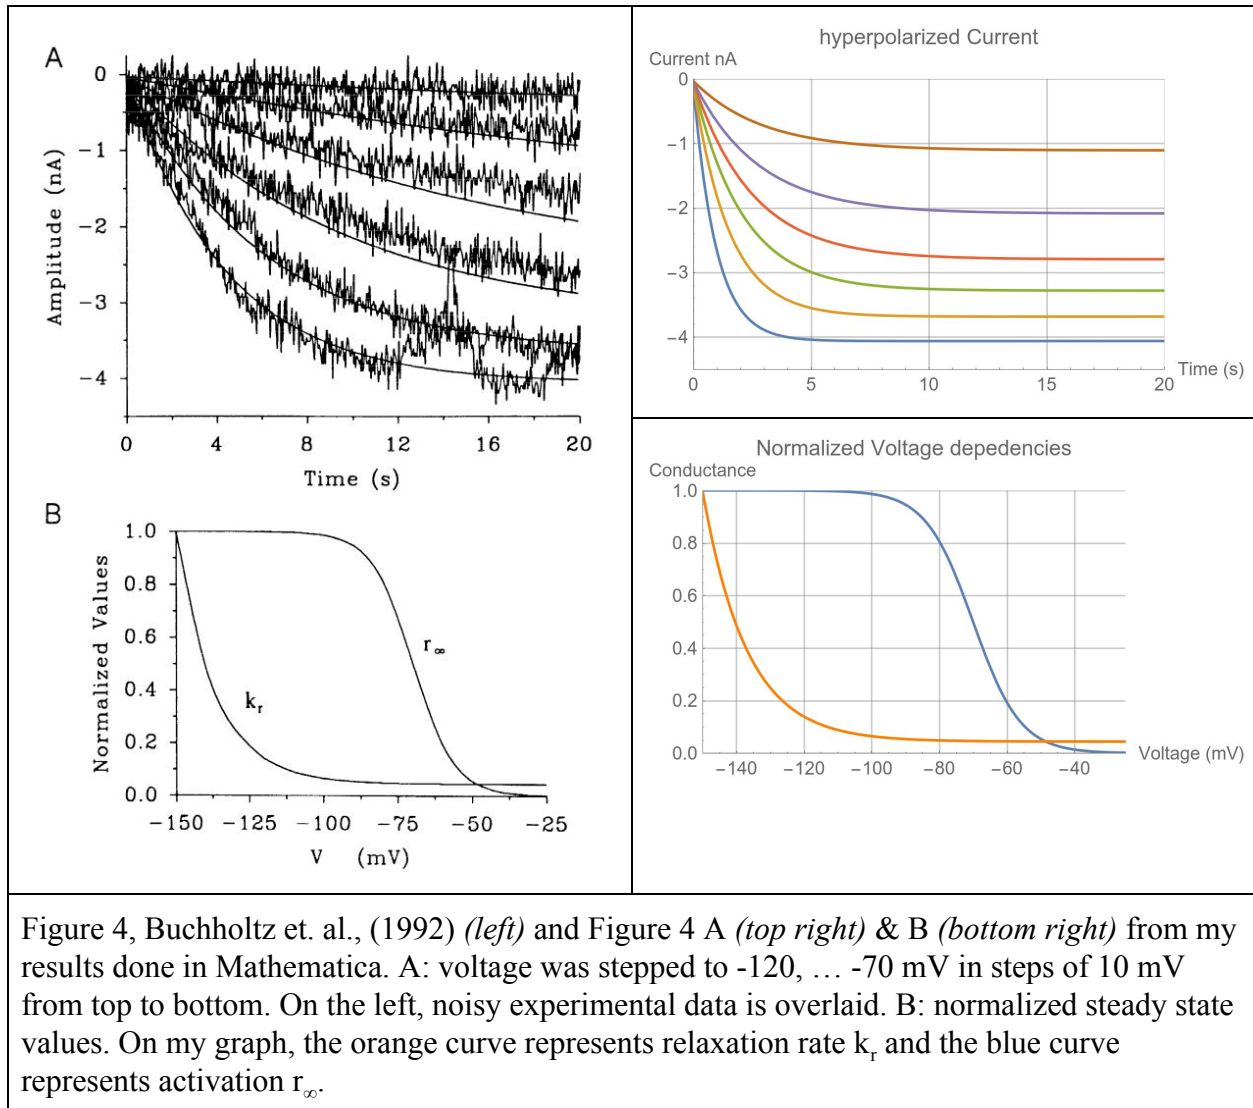 A
Amplitude (nA)
0
−1
−2
−3
−4
0 4 8 12 16 20
Time (s)
B
Normalized Values
1.0
0.8
0.6
0.4
0.2
0.0
r∞
kr
−150 −125 −100 −75 −50 −25
V (mV)
hyperpolarized Current
Current nA
0
−1
−2
−3
−4
0 5 10 15 20
Time (s)
Normalized Voltage depedencies
Conductance
1.0
0.8
0.6
0.4
0.2
0.0
−140 −120 −100 −80 −60 −40
Voltage (mV)
Figure 4, Buchholtz et. al., (1992) (left) and Figure 4 A (top right) & B (bottom right) from my
results done in Mathematica. A: voltage was stepped to -120, … -70 mV in steps of 10 mV
from top to bottom. On the left, noisy experimental data is overlaid. B: normalized steady state
values. On my graph, the orange curve represents relaxation rate kr and the blue curve
represents activation r∞.